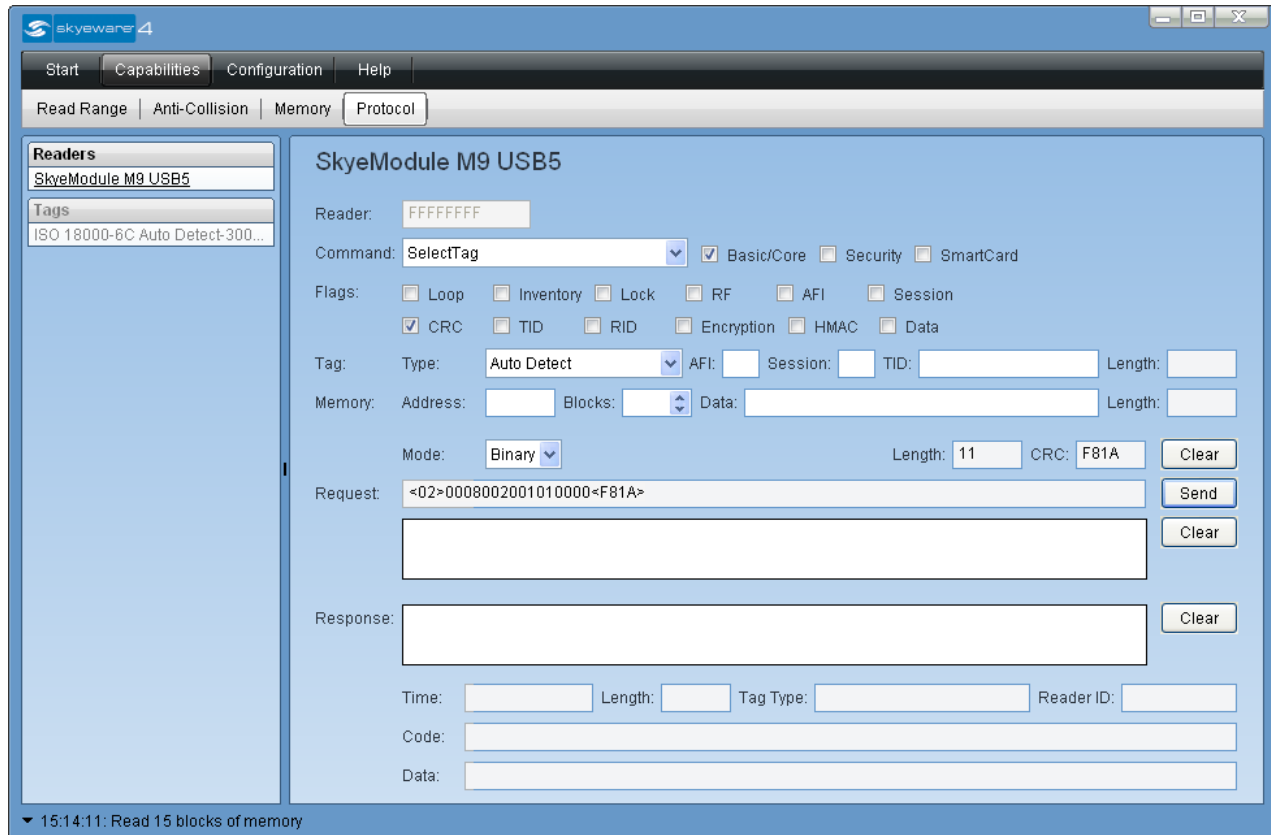 skyeware 4
Start Capabilities Configuration Help
Read Range Anti-Collision Memory Protocol
Readers
SkyeModule M9 USB5
Tags
ISO 18000-6C Auto Detect-300...
SkyeModule M9 USB5
Reader: FFFFFFFF
Command: SelectTag Basic/Core Security SmartCard
Flags: Loop Inventory Lock RF AFI Session
CRC TID RID Encryption HMAC Data
Tag: Type: Auto Detect AFI: Session: TID: Length:
Memory: Address: Blocks: Data: Length:
Mode: Binary Length: 11 CRC: F81A Clear
Request: <02>0008002001010000<F81A> Send
Clear
Response: Clear
Time: Length: Tag Type: Reader ID:
Code:
Data:
15:14:11: Read 15 blocks of memory